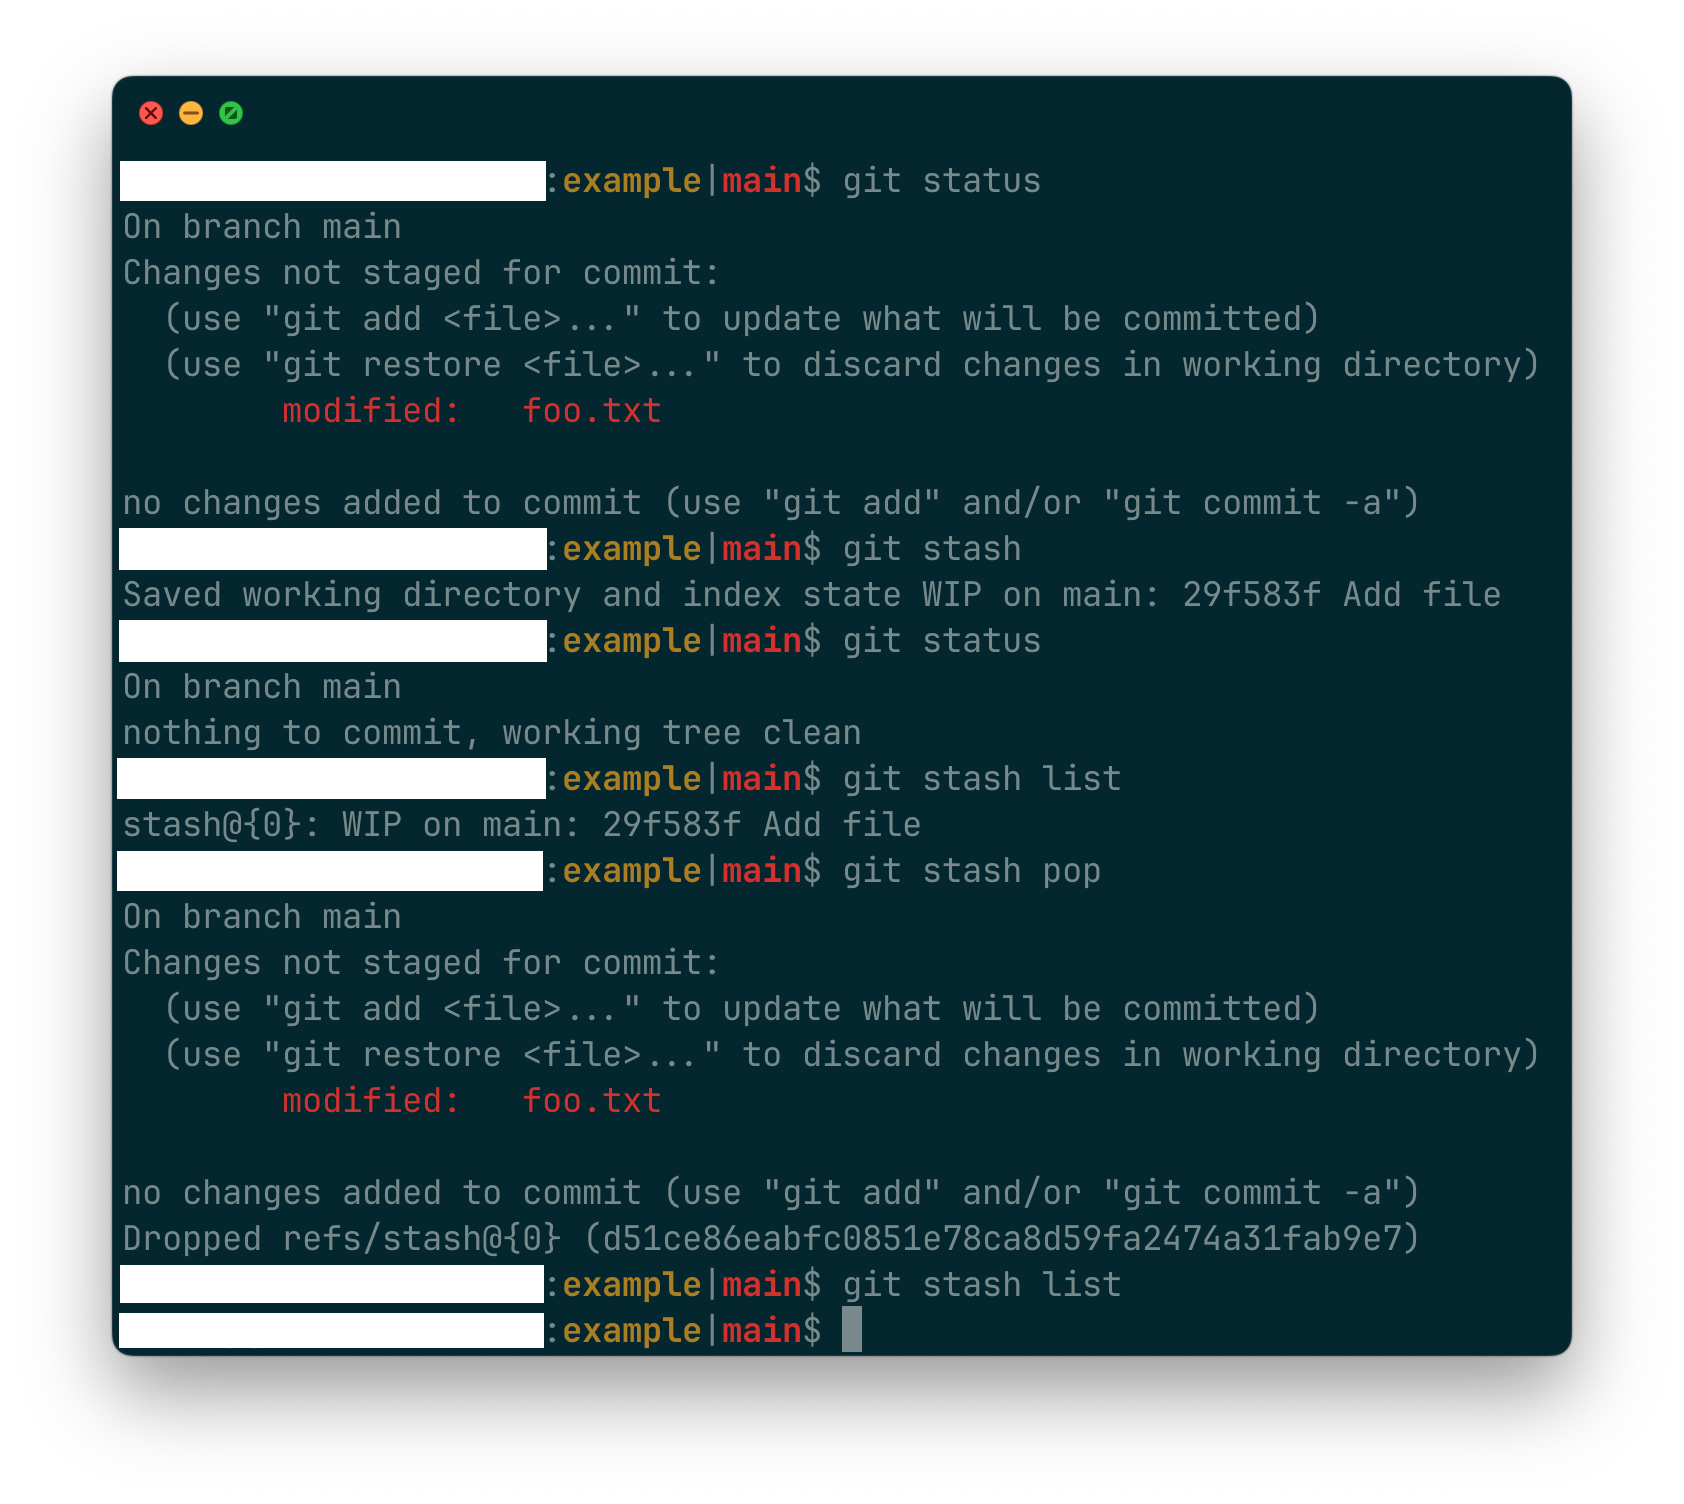 :example|main$ git status
On branch main
Changes not staged for commit:
  (use "git add <file>..." to update what will be committed)
  (use "git restore <file>..." to discard changes in working directory)
        modified:   foo.txt

no changes added to commit (use "git add" and/or "git commit -a")
:example|main$ git stash
Saved working directory and index state WIP on main: 29f583f Add file
:example|main$ git status
On branch main
nothing to commit, working tree clean
:example|main$ git stash list
stash@{0}: WIP on main: 29f583f Add file
:example|main$ git stash pop
On branch main
Changes not staged for commit:
  (use "git add <file>..." to update what will be committed)
  (use "git restore <file>..." to discard changes in working directory)
        modified:   foo.txt

no changes added to commit (use "git add" and/or "git commit -a")
Dropped refs/stash@{0} (d51ce86eabfc0851e78ca8d59fa2474a31fab9e7)
:example|main$ git stash list
:example|main$